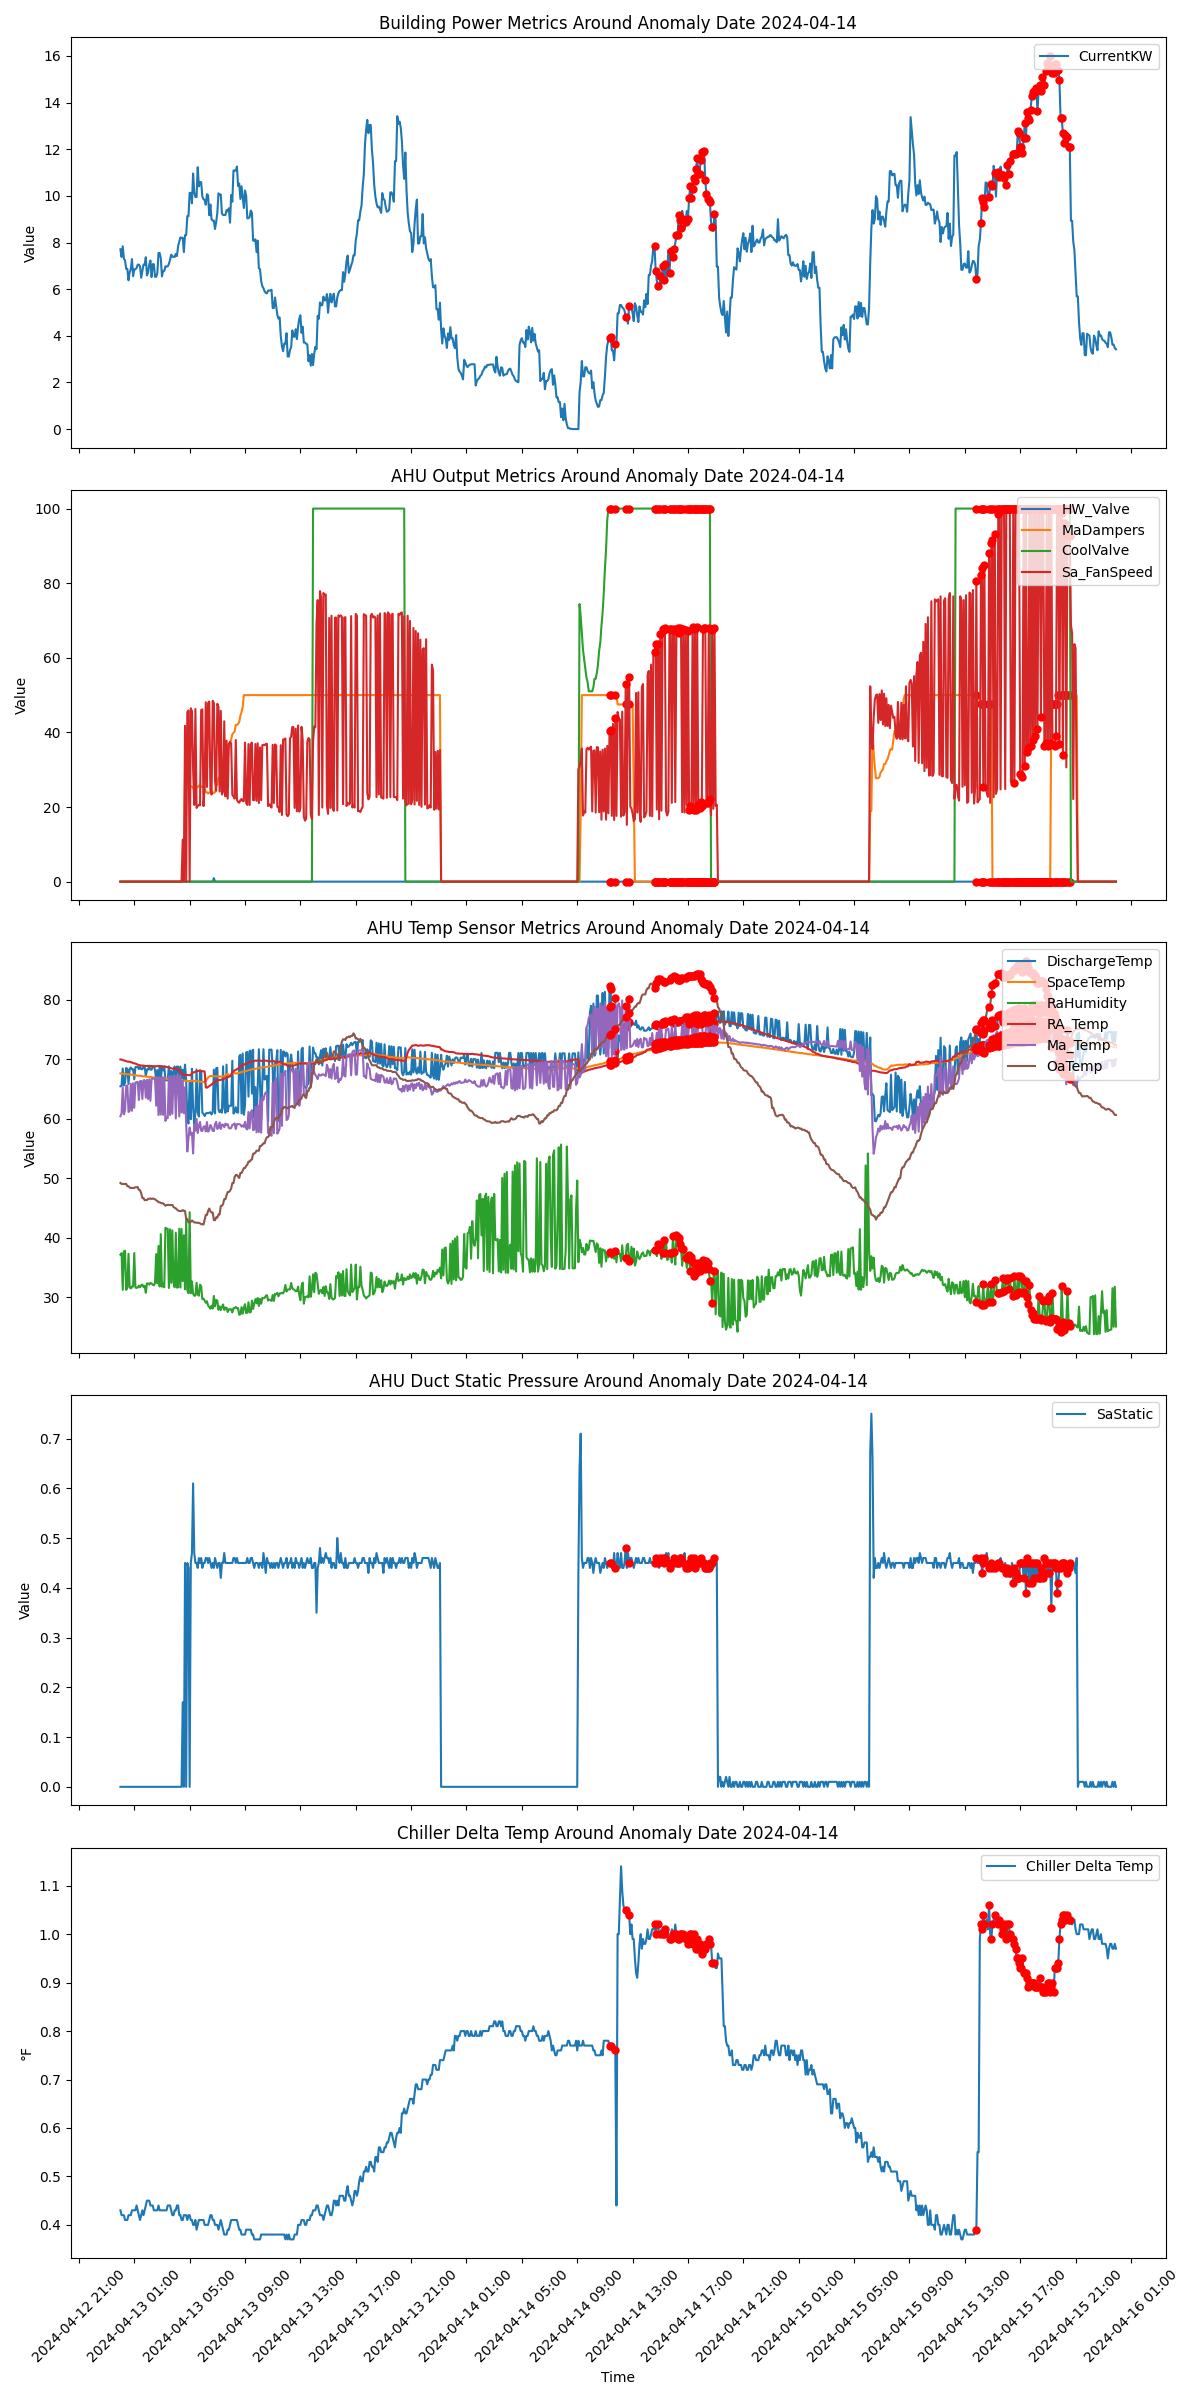 Building Power Metrics Around Anomaly Date 2024-04-14
CurrentKW
16
14
12
10
8
6
4
2
0
Value
AHU Output Metrics Around Anomaly Date 2024-04-14
HW_Valve
MaDampers
CoolValve
Sa_FanSpeed
100
80
60
40
20
0
Value
AHU Temp Sensor Metrics Around Anomaly Date 2024-04-14
DischargeTemp
SpaceTemp
RaHumidity
RA_Temp
Ma_Temp
OaTemp
80
70
60
50
40
30
Value
AHU Duct Static Pressure Around Anomaly Date 2024-04-14
SaStatic
0.7
0.6
0.5
0.4
0.3
0.2
0.1
0.0
Value
Chiller Delta Temp Around Anomaly Date 2024-04-14
Chiller Delta Temp
1.1
1.0
0.9
0.8
0.7
0.6
0.5
0.4
°F
2024-04-12 21:00
2024-04-13 01:00
2024-04-13 05:00
2024-04-13 09:00
2024-04-13 13:00
2024-04-13 17:00
2024-04-13 21:00
2024-04-14 01:00
2024-04-14 05:00
2024-04-14 09:00
2024-04-14 13:00
2024-04-14 17:00
2024-04-14 21:00
2024-04-15 01:00
2024-04-15 05:00
2024-04-15 09:00
2024-04-15 13:00
2024-04-15 17:00
2024-04-15 21:00
2024-04-16 01:00
Time